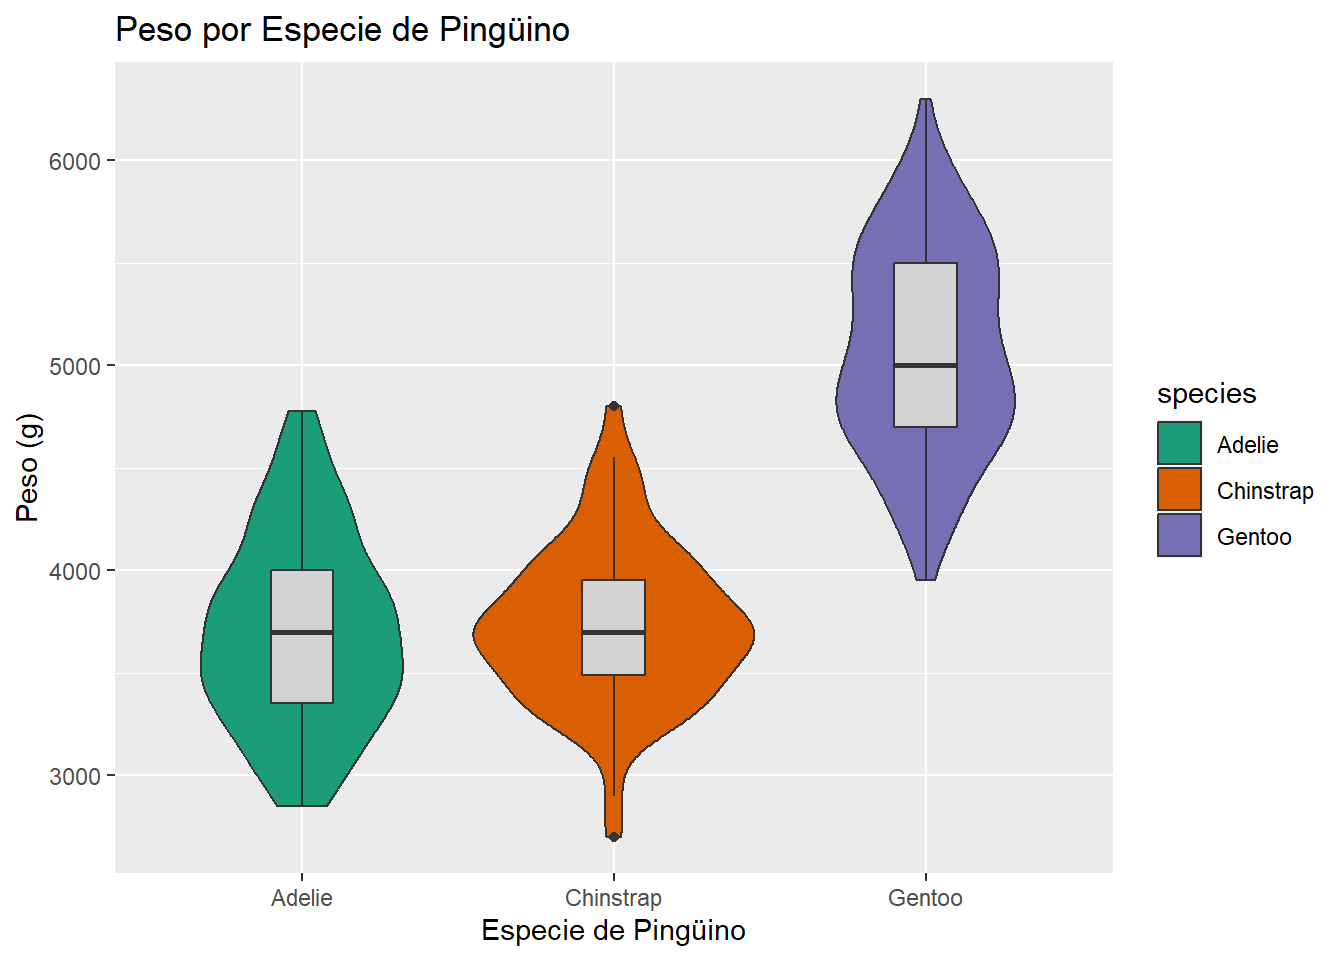 Peso por Especie de Pingüino
Peso (g)
6000
5000
4000
3000
Adelie
Chinstrap
Gentoo
Especie de Pingüino
species
Adelie
Chinstrap
Gentoo